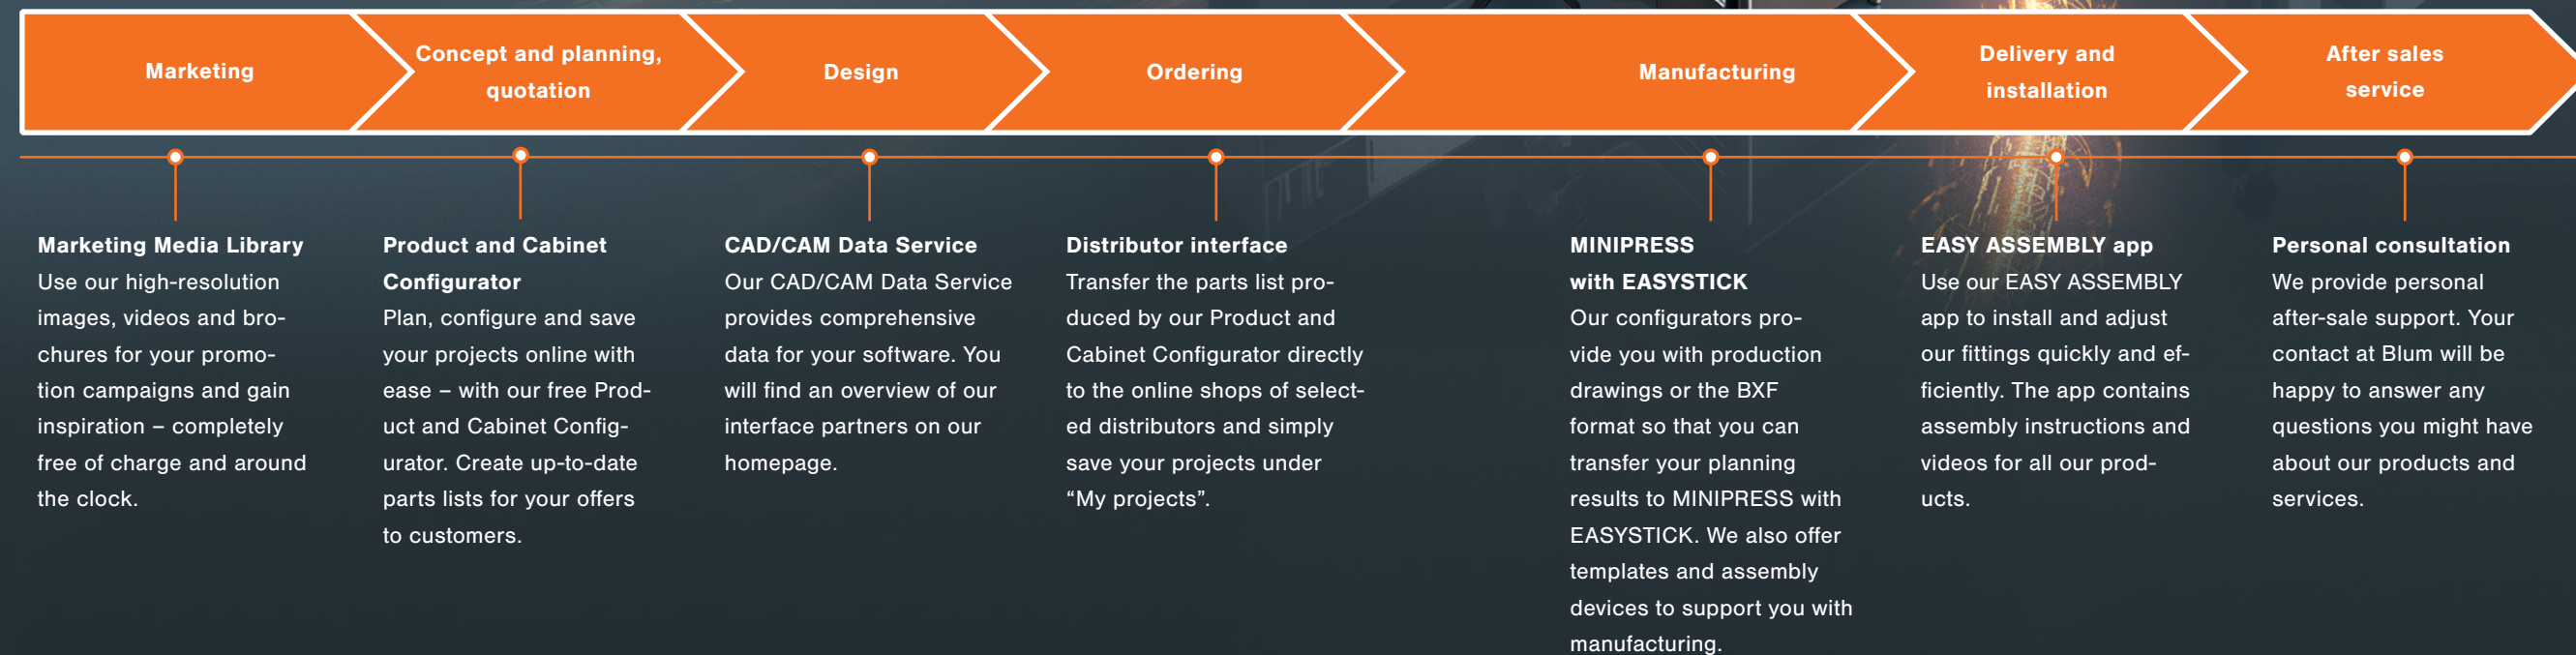 Marketing
Concept and planning,
quotation
Design
Ordering
Manufacturing
Delivery and
installation
After sales
service
Marketing Media Library
Use our high-resolution
images, videos and bro-
chures for your promo-
tion campaigns and gain
inspiration – completely
free of charge and around
the clock.
Product and Cabinet
Configurator
Plan, configure and save
your projects online with
ease – with our free Prod-
uct and Cabinet Config-
urator. Create up-to-date
parts lists for your offers
to customers.
CAD/CAM Data Service
Our CAD/CAM Data Service
provides comprehensive
data for your software. You
will find an overview of our
interface partners on our
homepage.
Distributor interface
Transfer the parts list pro-
duced by our Product and
Cabinet Configurator directly
to the online shops of select-
ed distributors and simply
save your projects under
“My projects”.
MINIPRESS
with EASYSTICK
Our configurators pro-
vide you with production
drawings or the BXF
format so that you can
transfer your planning
results to MINIPRESS with
EASYSTICK. We also offer
templates and assembly
devices to support you with
manufacturing.
EASY ASSEMBLY app
Use our EASY ASSEMBLY
app to install and adjust
our fittings quickly and ef-
ficiently. The app contains
assembly instructions and
videos for all our prod-
ucts.
Personal consultation
We provide personal
after-sale support. Your
contact at Blum will be
happy to answer any
questions you might have
about our products and
services.